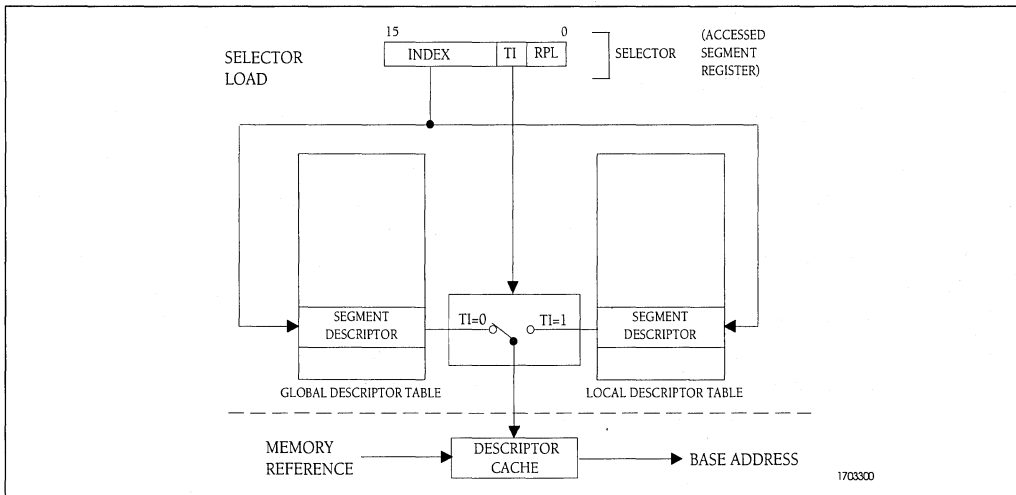 15 0
SELECTOR
LOAD
INDEX TI RPL
SELECTOR
(ACCESSED
SEGMENT
REGISTER)
SEGMENT
DESCRIPTOR
TI=0 TI=1
SEGMENT
DESCRIPTOR
GLOBAL DESCRIPTOR TABLE
LOCAL DESCRIPTOR TABLE
MEMORY
REFERENCE
DESCRIPTOR
CACHE
BASE ADDRESS
1703300